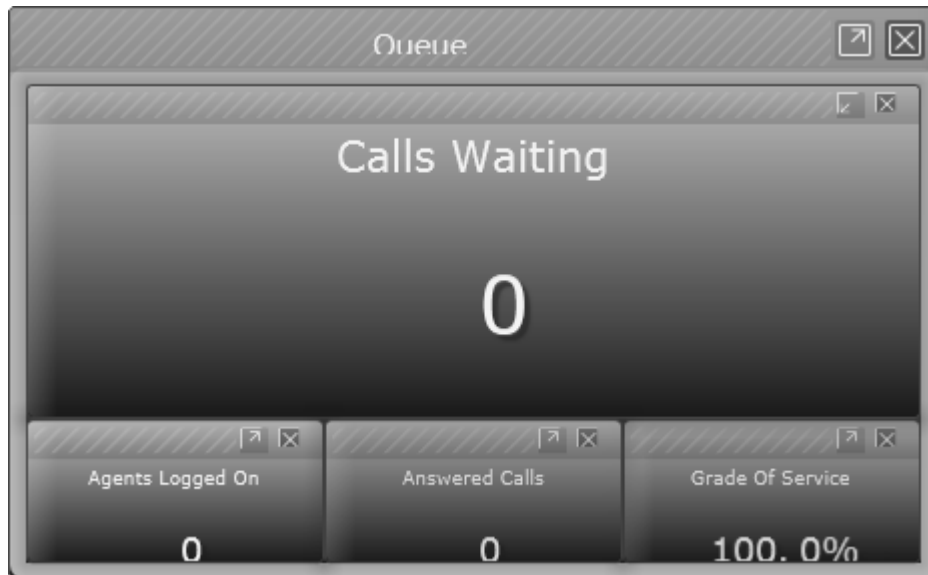 Queue
Calls Waiting
0
Agents Logged On
Answered Calls
Grade Of Service
0
0
100. 0%